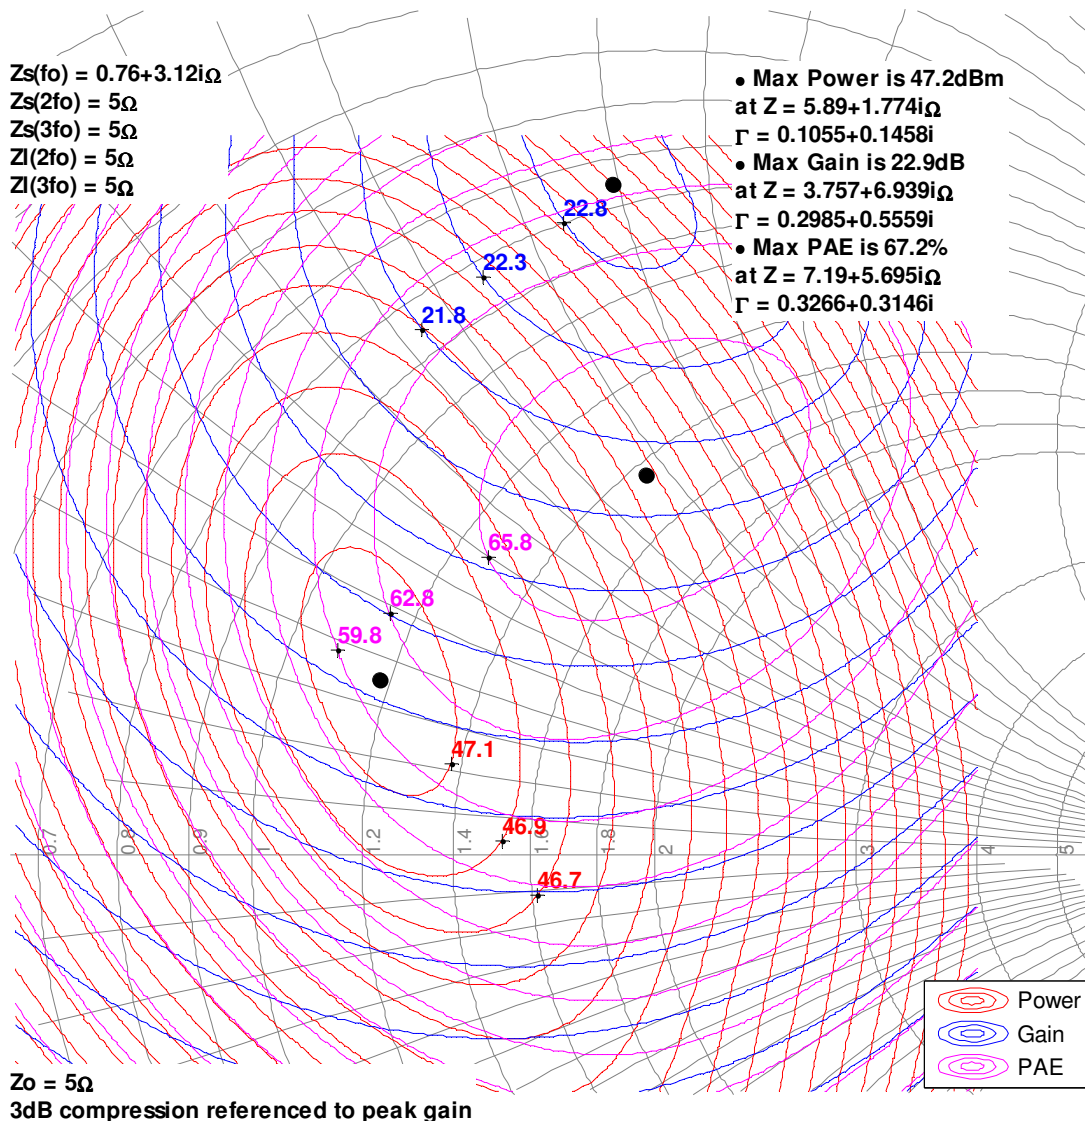 Zs(fo) = 0.76+3.12iΩ
Zs(2fo) = 5Ω
Zs(3fo) = 5Ω
Zl(2fo) = 5Ω
Zl(3fo) = 5Ω
• Max Power is 47.2dBm
at Z = 5.89+1.774iΩ
Γ = 0.1055+0.1458i
• Max Gain is 22.9dB
at Z = 3.757+6.939iΩ
Γ = 0.2985+0.5559i
• Max PAE is 67.2%
at Z = 7.19+5.695iΩ
Γ = 0.3266+0.3146i
22.8
22.3
21.8
65.8
62.8
59.8
47.1
46.9
46.7
0.7 0.8 0.9 1 1.2 1.4 1.6 1.8 2 3 4 5
Power
Gain
PAE
Zo = 5Ω
3dB compression referenced to peak gain